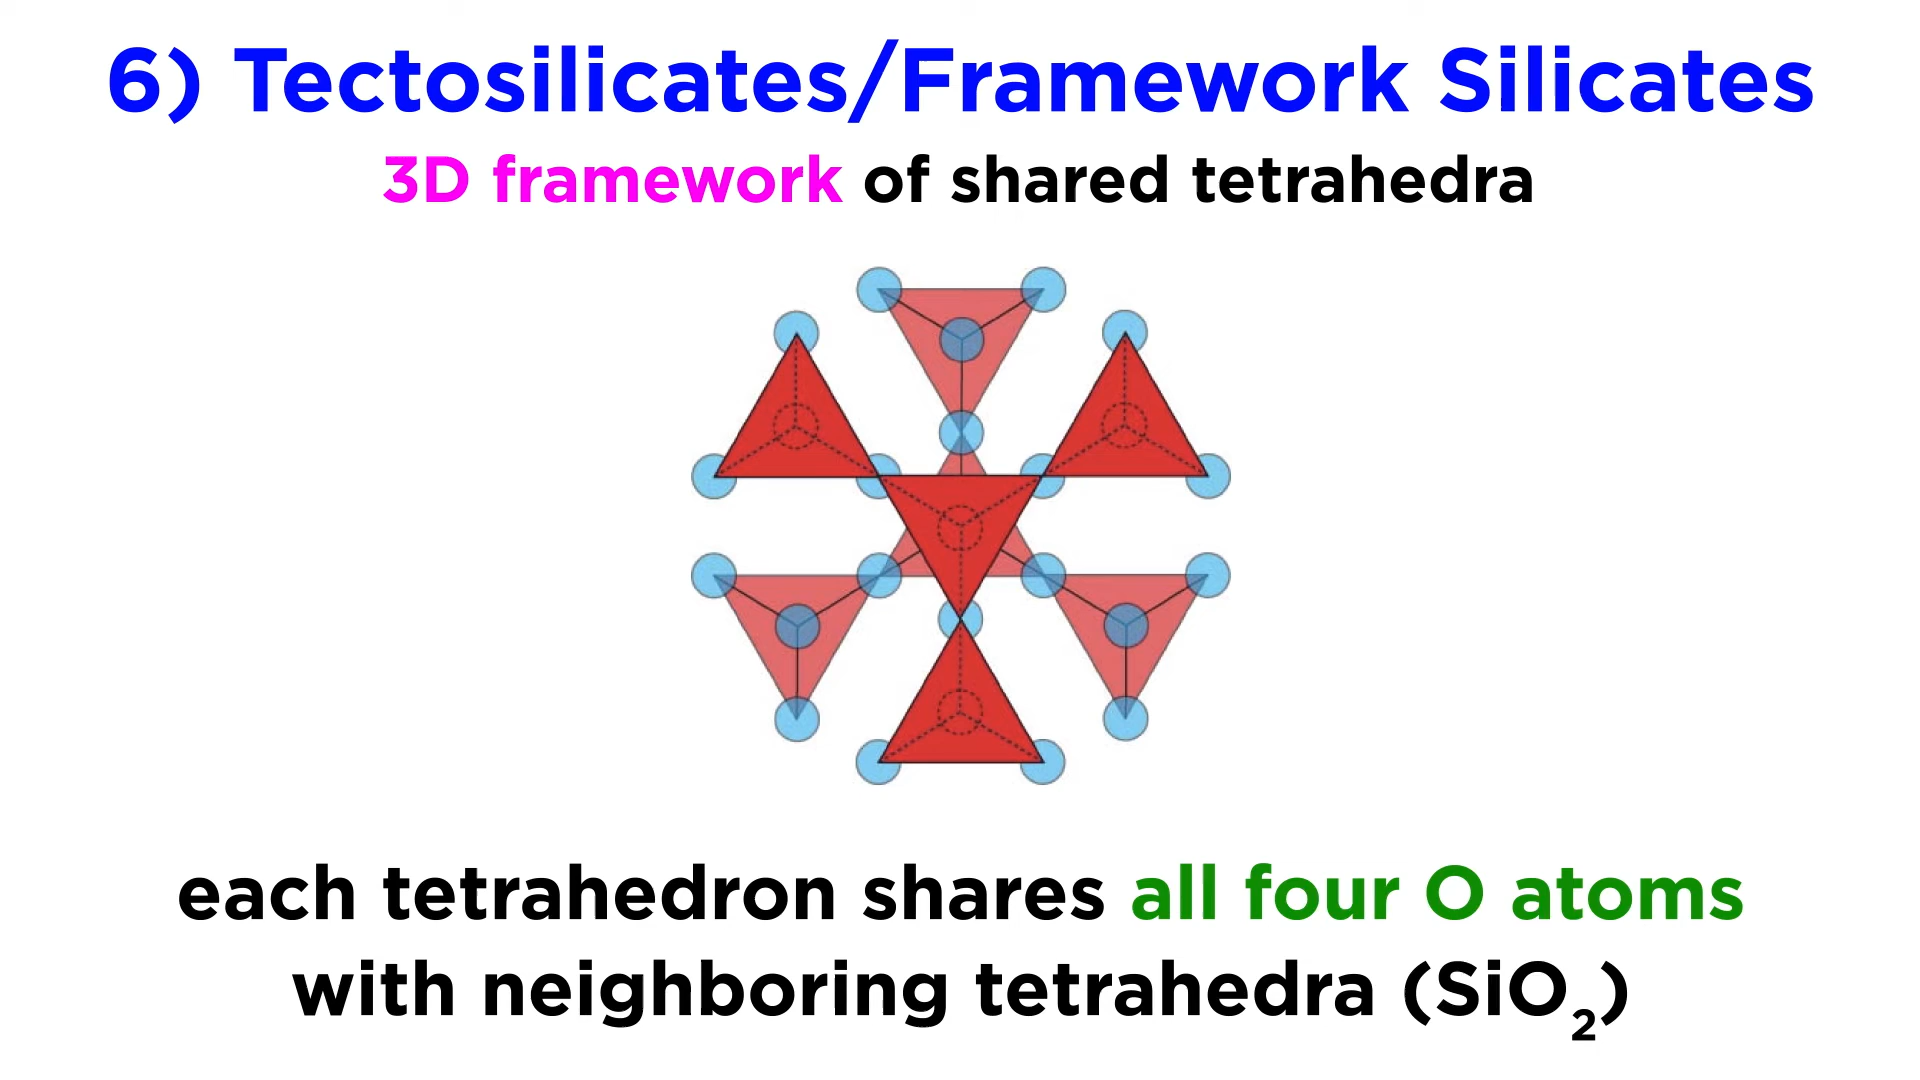 6) Tectosilicates/Framework Silicates
3D framework of shared tetrahedra
each tetrahedron shares all four O atoms
with neighboring tetrahedra (SiO₂)